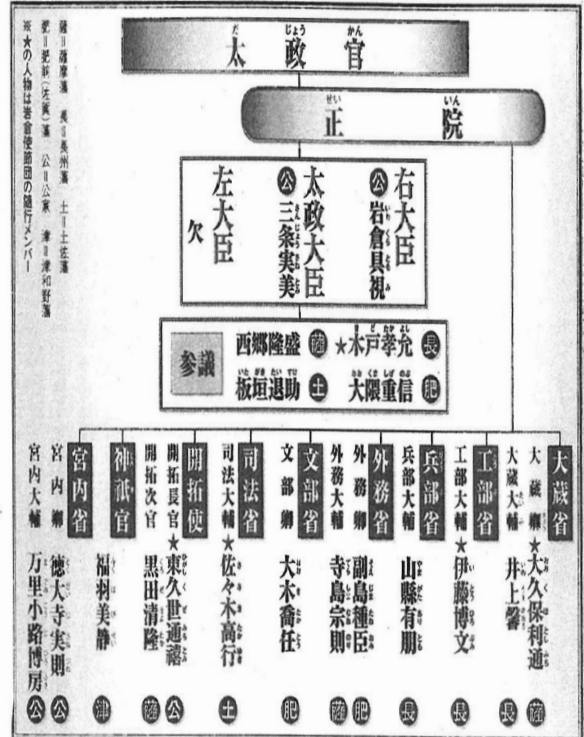 太政官
正院
右大臣
公 岩倉具視
太政大臣
公 三条実美
左大臣
欠
参議
長 ★木戸孝允
肥 大隈重信
薩 西郷隆盛
土 板垣退助
大蔵省
大蔵卿★大久保利通 薩
大蔵大輔 井上馨 長
工部省
工部大輔★伊藤博文 長
兵部省
兵部大輔 山縣有朋 長
外務省
外務卿 副島種臣 肥
外務大輔 寺島宗則 薩
文部省
文部卿 大木喬任 肥
司法省
司法大輔★佐々木高行 土
開拓使
開拓長官★東久世通禧 公
開拓次官 黒田清隆 薩
神祇官
福羽美静 津
宮内省
宮内卿 徳大寺実則 公
宮内大輔 万里小路博房 公
薩=薩摩藩 長=長州藩 土=土佐藩
肥=肥前(佐賀)藩 公=公家 津=津和野藩
※★の人物は岩倉使節団の随行メンバー